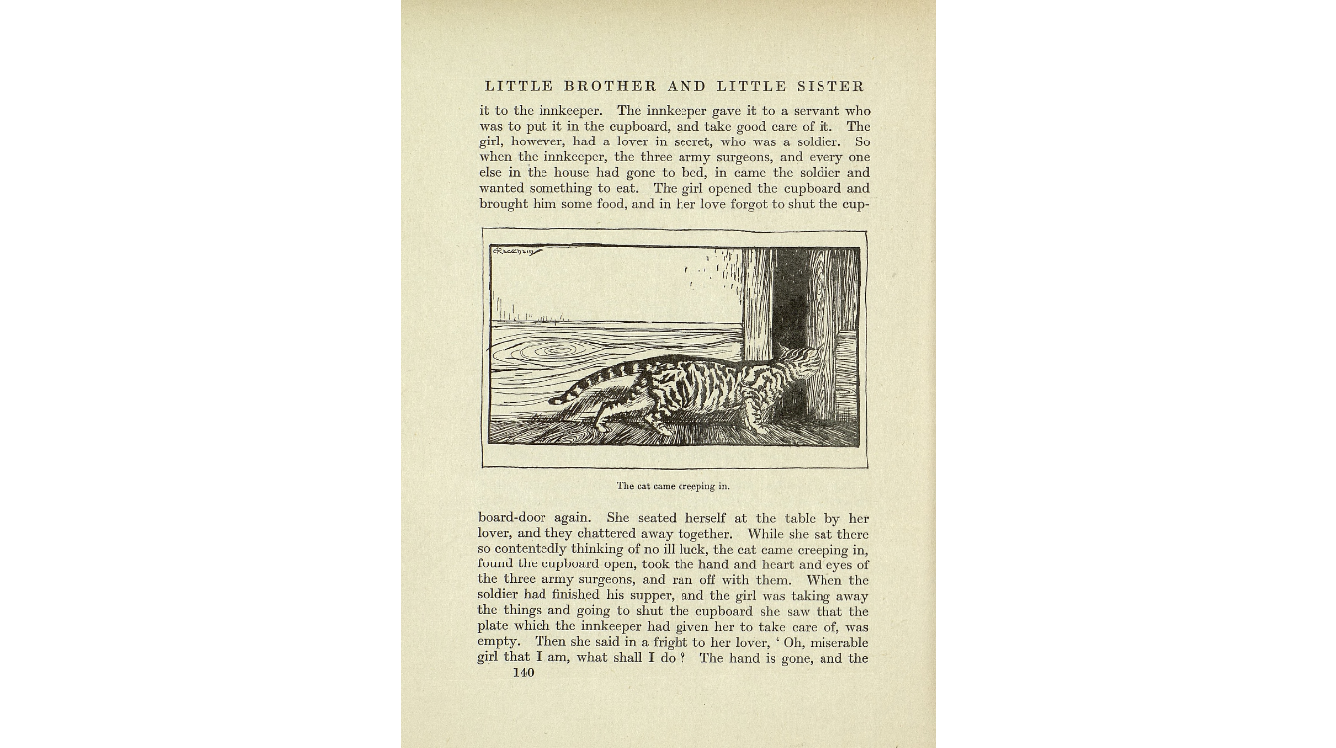 LITTLE BROTHER AND LITTLE SISTER
it to the innkeeper. The innkeeper gave it to a servant who
was to put it in the cupboard, and take good care of it. The
girl, however, had a lover in secret, who was a soldier. So
when the innkeeper, the three army surgeons, and every one
else in the house had gone to bed, in came the soldier and
wanted something to eat. The girl opened the cupboard and
brought him some food, and in her love forgot to shut the cup-
Rackham
The cat came creeping in.
board-door again. She seated herself at the table by her
lover, and they chattered away together. While she sat there
so contentedly thinking of no ill luck, the cat came creeping in,
found the cupboard open, took the hand and heart and eyes of
the three army surgeons, and ran off with them. When the
soldier had finished his supper, and the girl was taking away
the things and going to shut the cupboard she saw that the
plate which the innkeeper had given her to take care of, was
empty. Then she said in a fright to her lover, ‘ Oh, miserable
girl that I am, what shall I do ? The hand is gone, and the
140